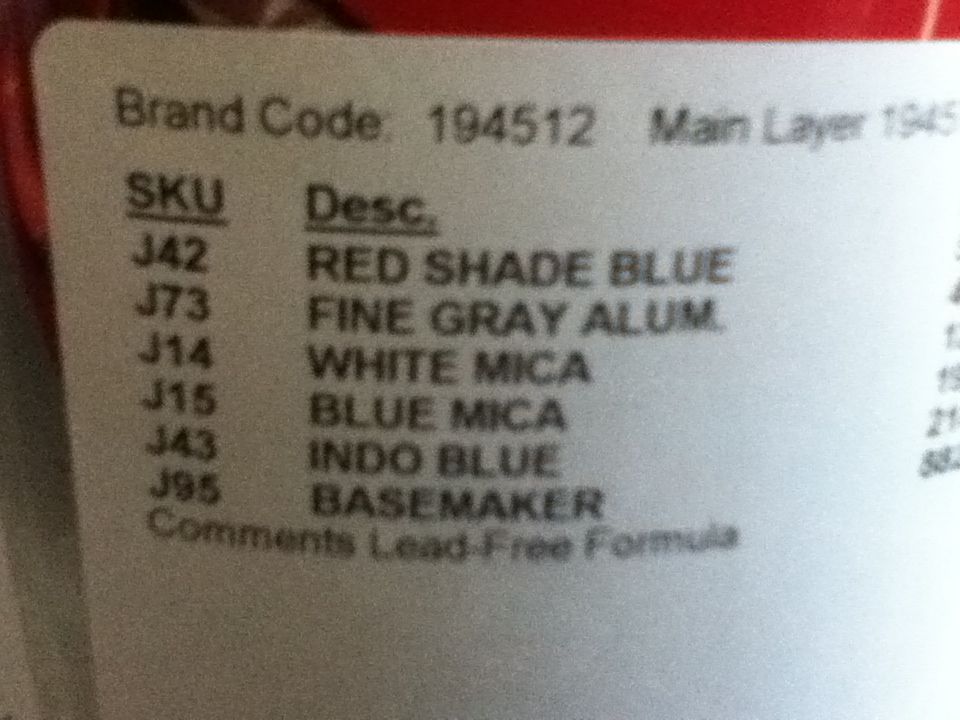 Brand Code: 194512 Main Layer 1945
SKU Desc.
J42 RED SHADE BLUE
J73 FINE GRAY ALUM.
J14 WHITE MICA
J15 BLUE MICA
J43 INDO BLUE
J95 BASEMAKER
Comments Lead-Free Formula